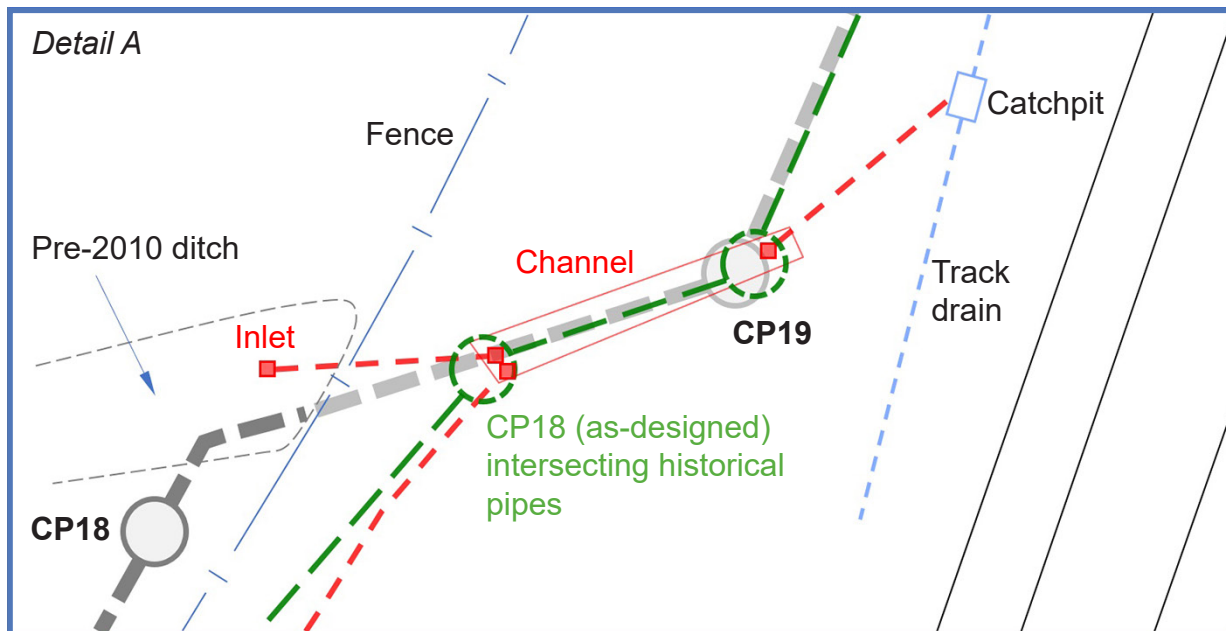 Detail A
Fence
Catchpit
Pre-2010 ditch
Channel
Track
drain
Inlet
CP19
CP18 (as-designed)
intersecting historical
pipes
CP18